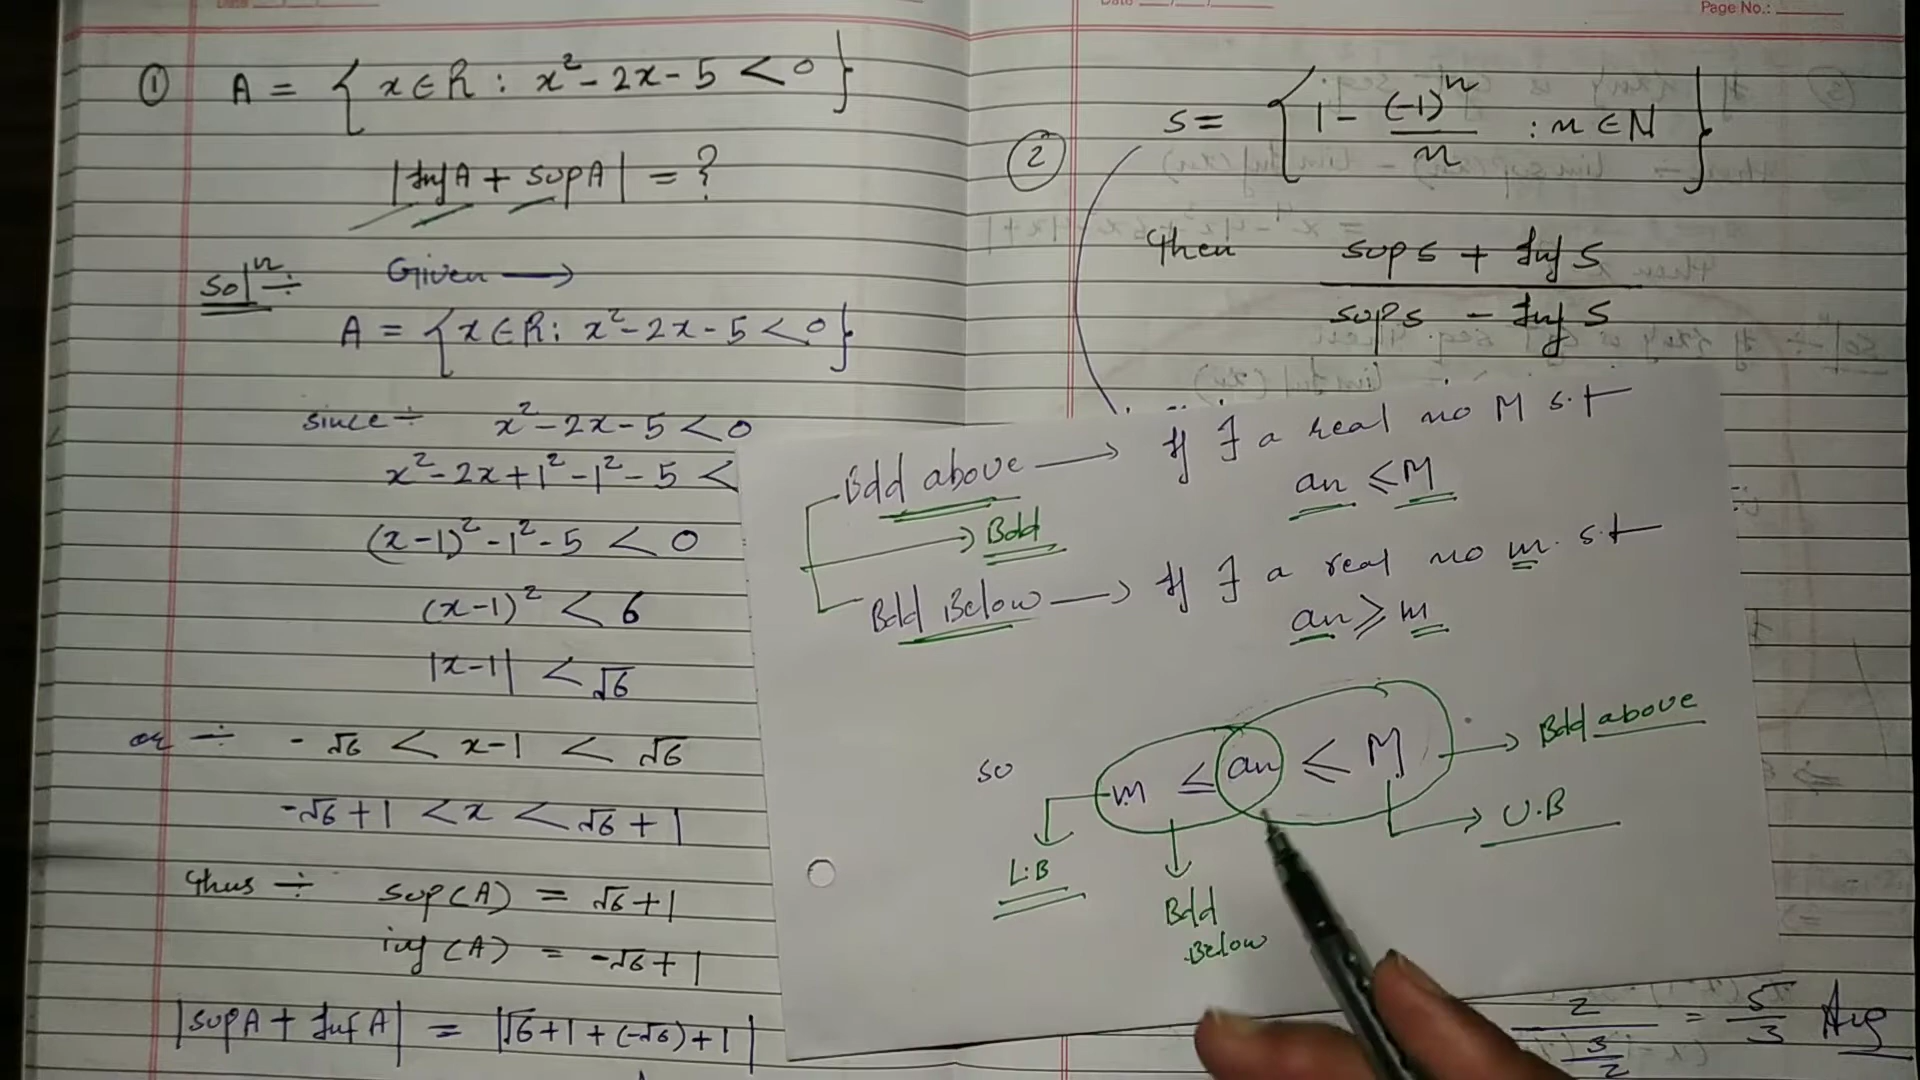 Page No.:
① A = { x ∈ R : x² - 2x - 5 < 0 }
|Inf A + sup A| = ?
Solⁿ ÷ Given →
A = { x ∈ R : x² - 2x - 5 < 0 }
since ÷ x² - 2x - 5 < 0
x² - 2x + 1² - 1² - 5 <
(x-1)² - 1² - 5 < 0
(x-1)² < 6
|x-1| < √6
or ÷ - √6 < x-1 < √6
-√6 + 1 < x < √6 + 1
Thus ÷ sup(A) = √6 + 1
inf (A) = -√6 + 1
|sup A + Inf A| = |√6 + 1 + (-√6) + 1|
② S = { 1 - (-1)ⁿ/n : n ∈ N }
Then sup S + Inf S
sup S - Inf S
Bdd above → If ∃ a real no M s.t
an ≤ M
→ Bdd
Bdd Below → If ∃ a real no m s.t
an ≥ m
so m ≤ an ≤ M → Bdd above
U.B
L.B
Bdd
Below
2
3/2
= 5/3 Ans